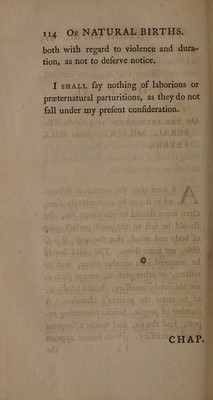 114 OF NATURAL BIRTHS.
both with regard to violence and dura-
tion, as not to deserve notice.
I SHALL say nothing of laborious or
præternatural parturitions, as they do not
fall under my present consideration.
CHAP.